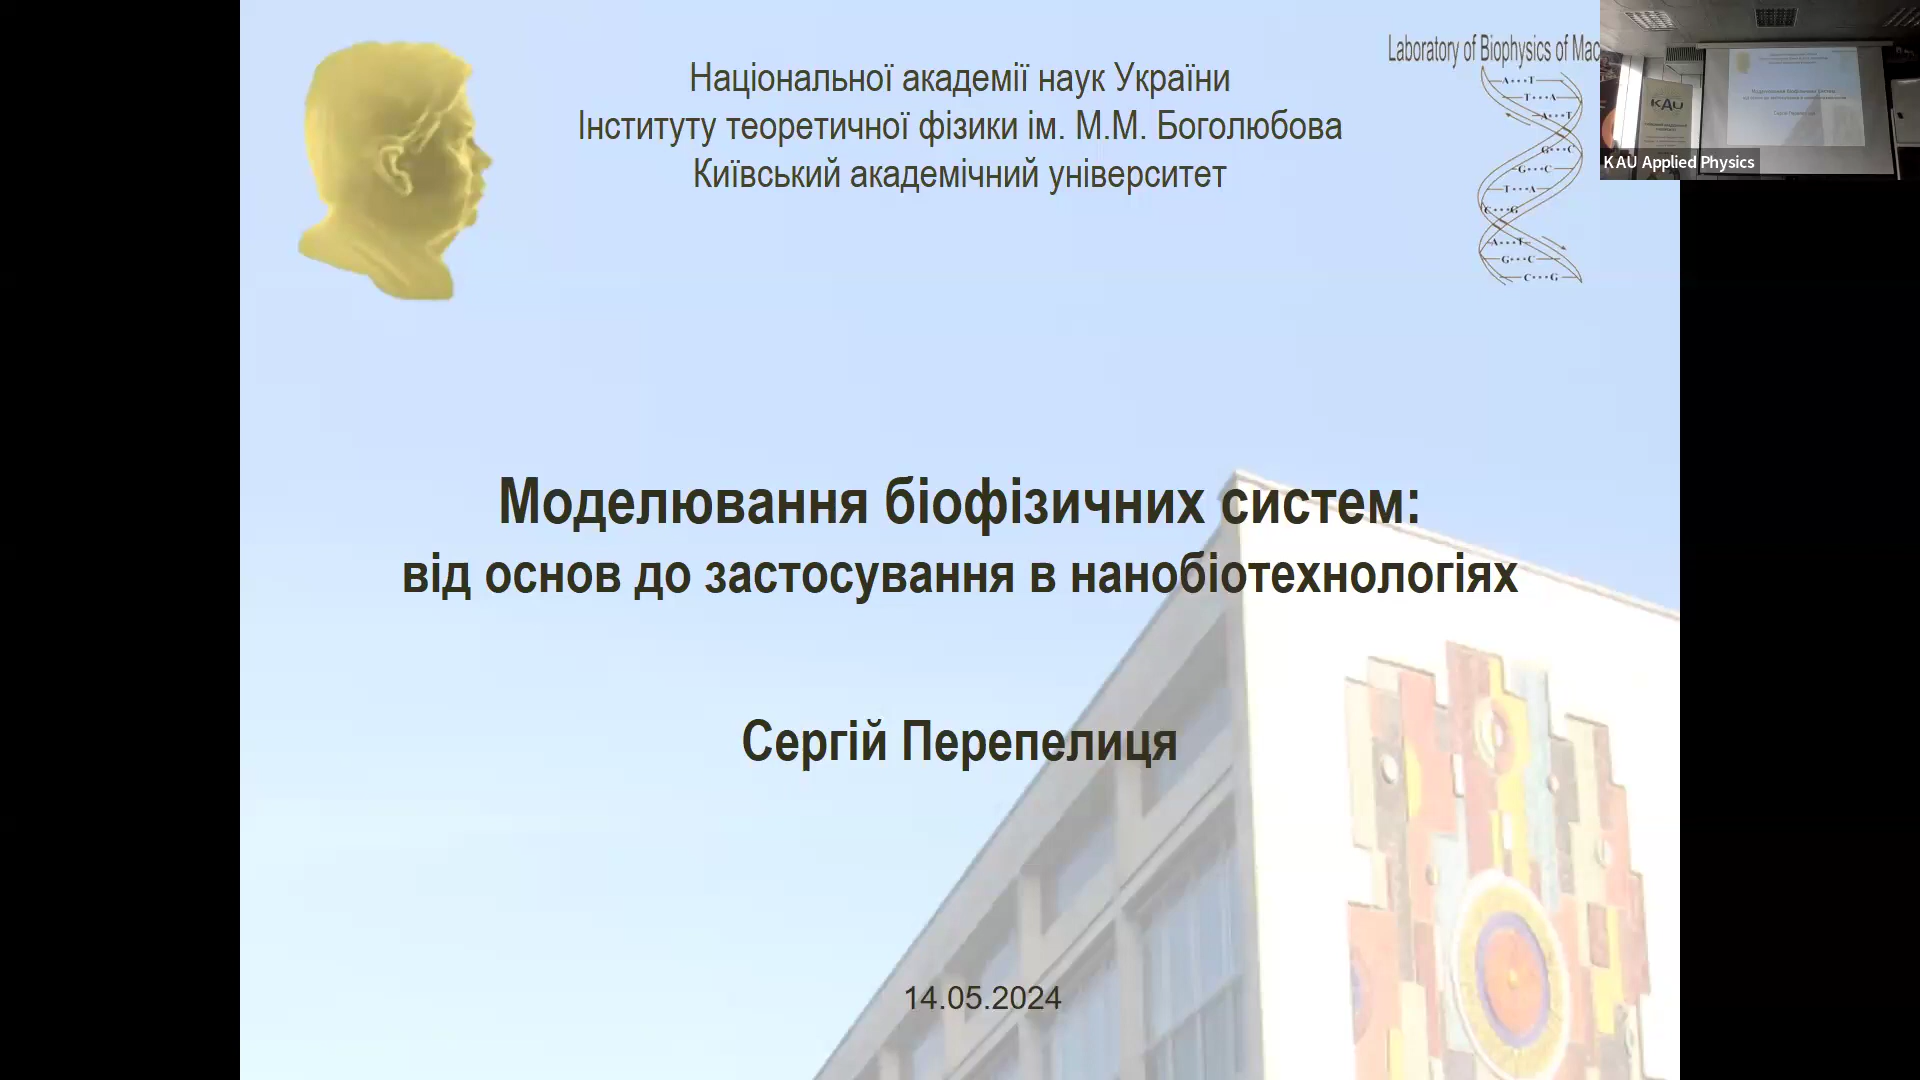 Національної академії наук України
Інституту теоретичної фізики ім. М.М. Боголюбова
Київський академічний університет
Laboratory of Biophysics of Mac
A•••T
T•••A
A•••T
G•••C
G•••C
T•••A
C•••G
A•••T
G•••C
C•••G
KAU
KAU Applied Physics
Моделювання біофізичних систем:
від основ до застосування в нанобіотехнологіях
Сергій Перепелиця
14.05.2024